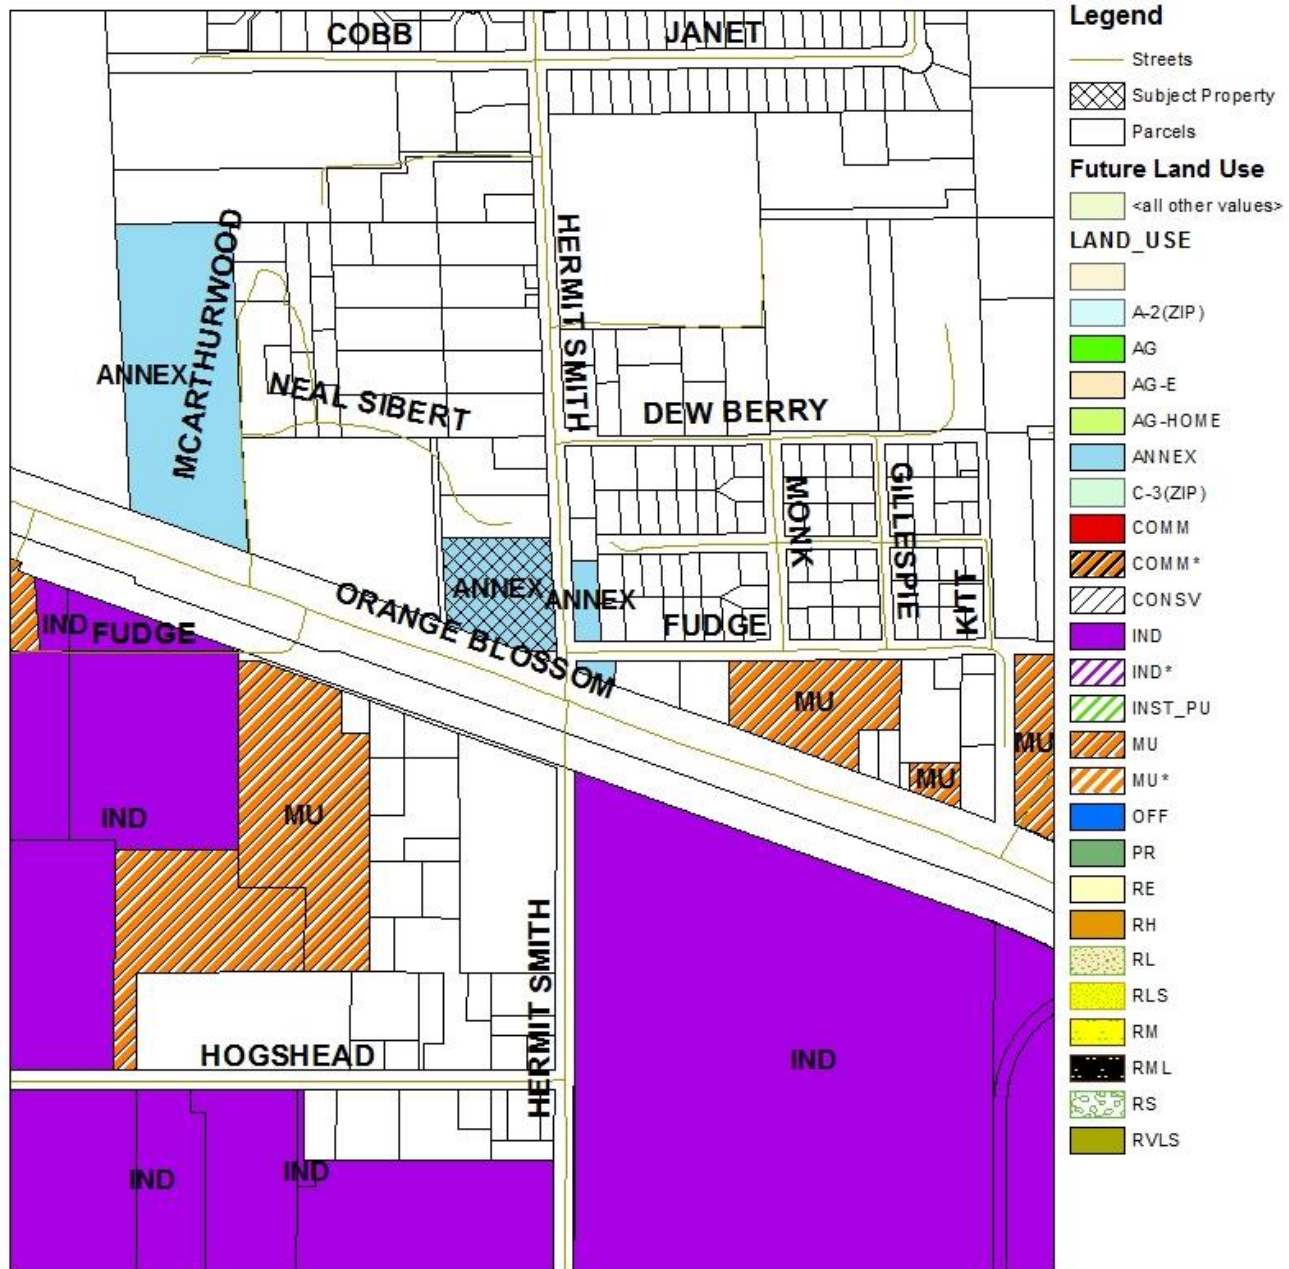 COBB
JANET
HERMIT SMITH
MCARTHURWOOD
ANNEX
NEAL SIBERT
DEW BERRY
MONK
GILLESPIE
KITT
ANNEX
ANNEX
ORANGE BLOSSOM
FUDGE
IND
FUDGE
MU
MU
MU
IND
MU
HERMIT SMITH
HOGSHEAD
IND
IND
IND
Legend
Streets
Subject Property
Parcels
Future Land Use
<all other values>
LAND_USE
A-2(ZIP)
AG
AG-E
AG-HOME
ANNEX
C-3(ZIP)
COMM
COMM*
CONSV
IND
IND*
INST_PU
MU
MU*
OFF
PR
RE
RH
RL
RLS
RM
RML
RS
RVLS